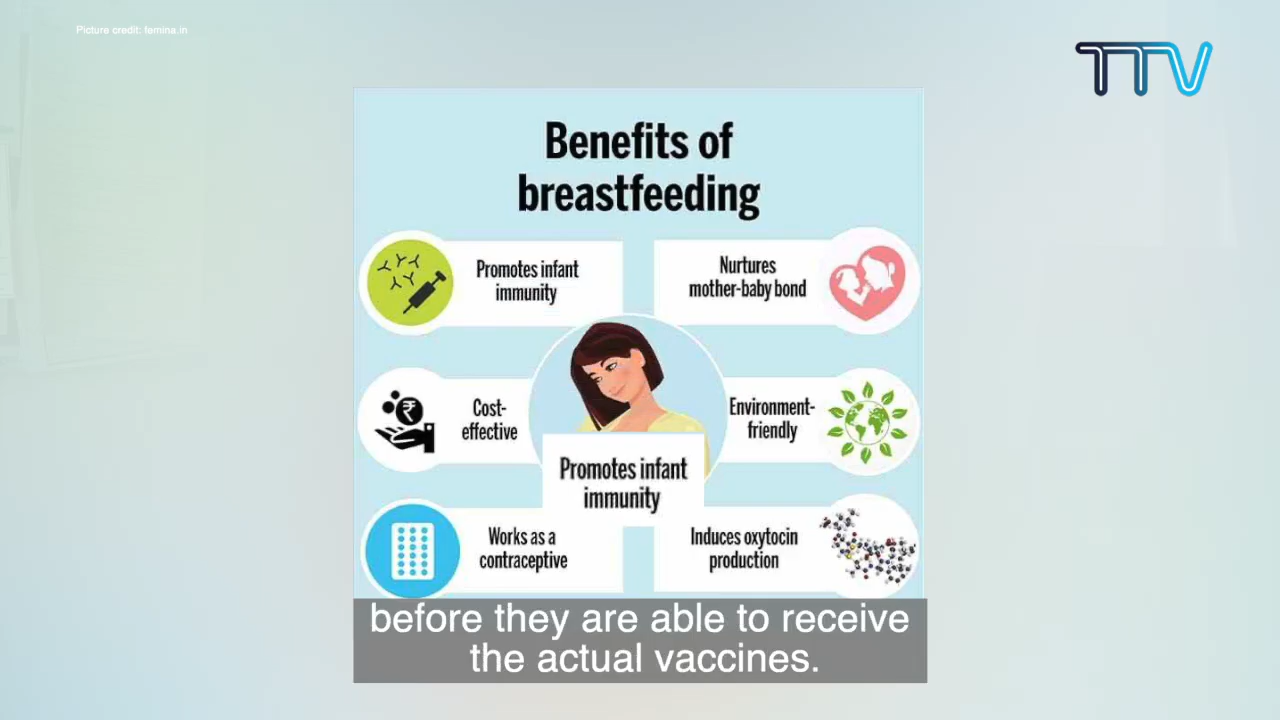 Picture credit: femina.in
TTV
Benefits of
breastfeeding
Promotes infant
immunity
Nurtures
mother-baby bond
Cost-
effective
Environment-
friendly
Promotes infant
immunity
Works as a
contraceptive
Induces oxytocin
production
before they are able to receive
the actual vaccines.